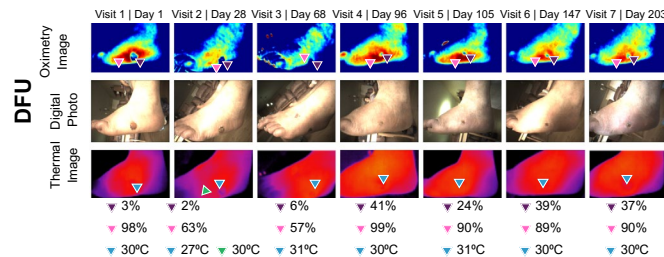 Visit 1 | Day 1 Visit 2 | Day 28 Visit 3 | Day 68 Visit 4 | Day 96 Visit 5 | Day 105 Visit 6 | Day 147 Visit 7 | Day 203
DFU
Oximetry
Image
Digital
Photo
Thermal
Image
3% 2% 6% 41% 24% 39% 37%
98% 63% 57% 99% 90% 89% 90%
30ºC 27ºC 30ºC 31ºC 30ºC 31ºC 30ºC 30ºC